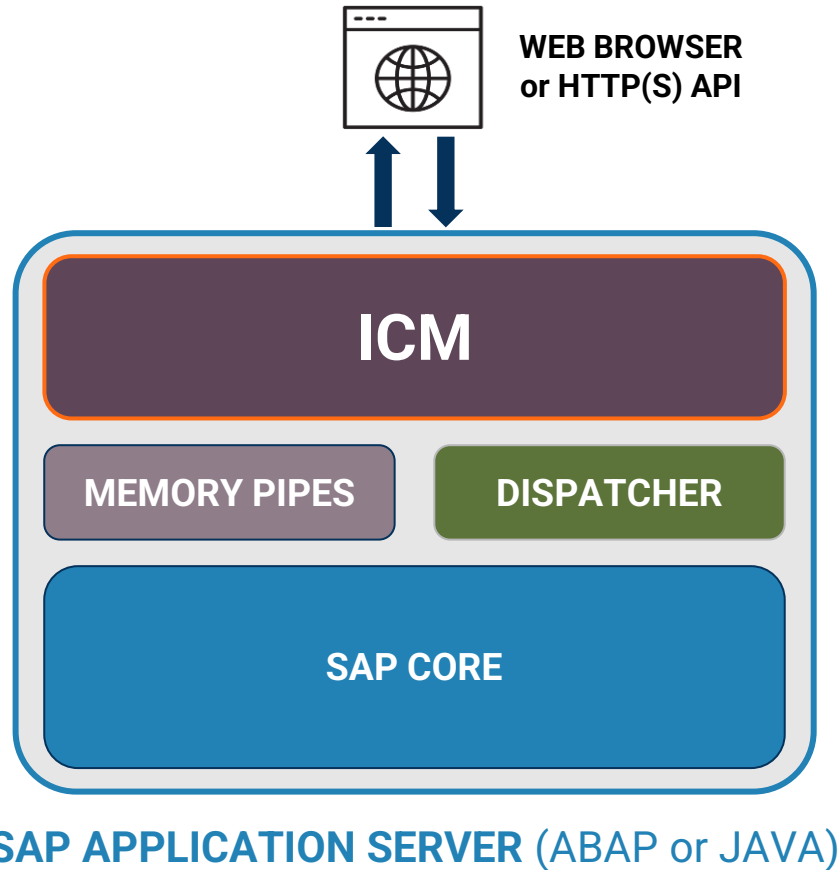 WEB BROWSER
or HTTP(S) API
ICM
MEMORY PIPES
DISPATCHER
SAP CORE
SAP APPLICATION SERVER (ABAP or JAVA)